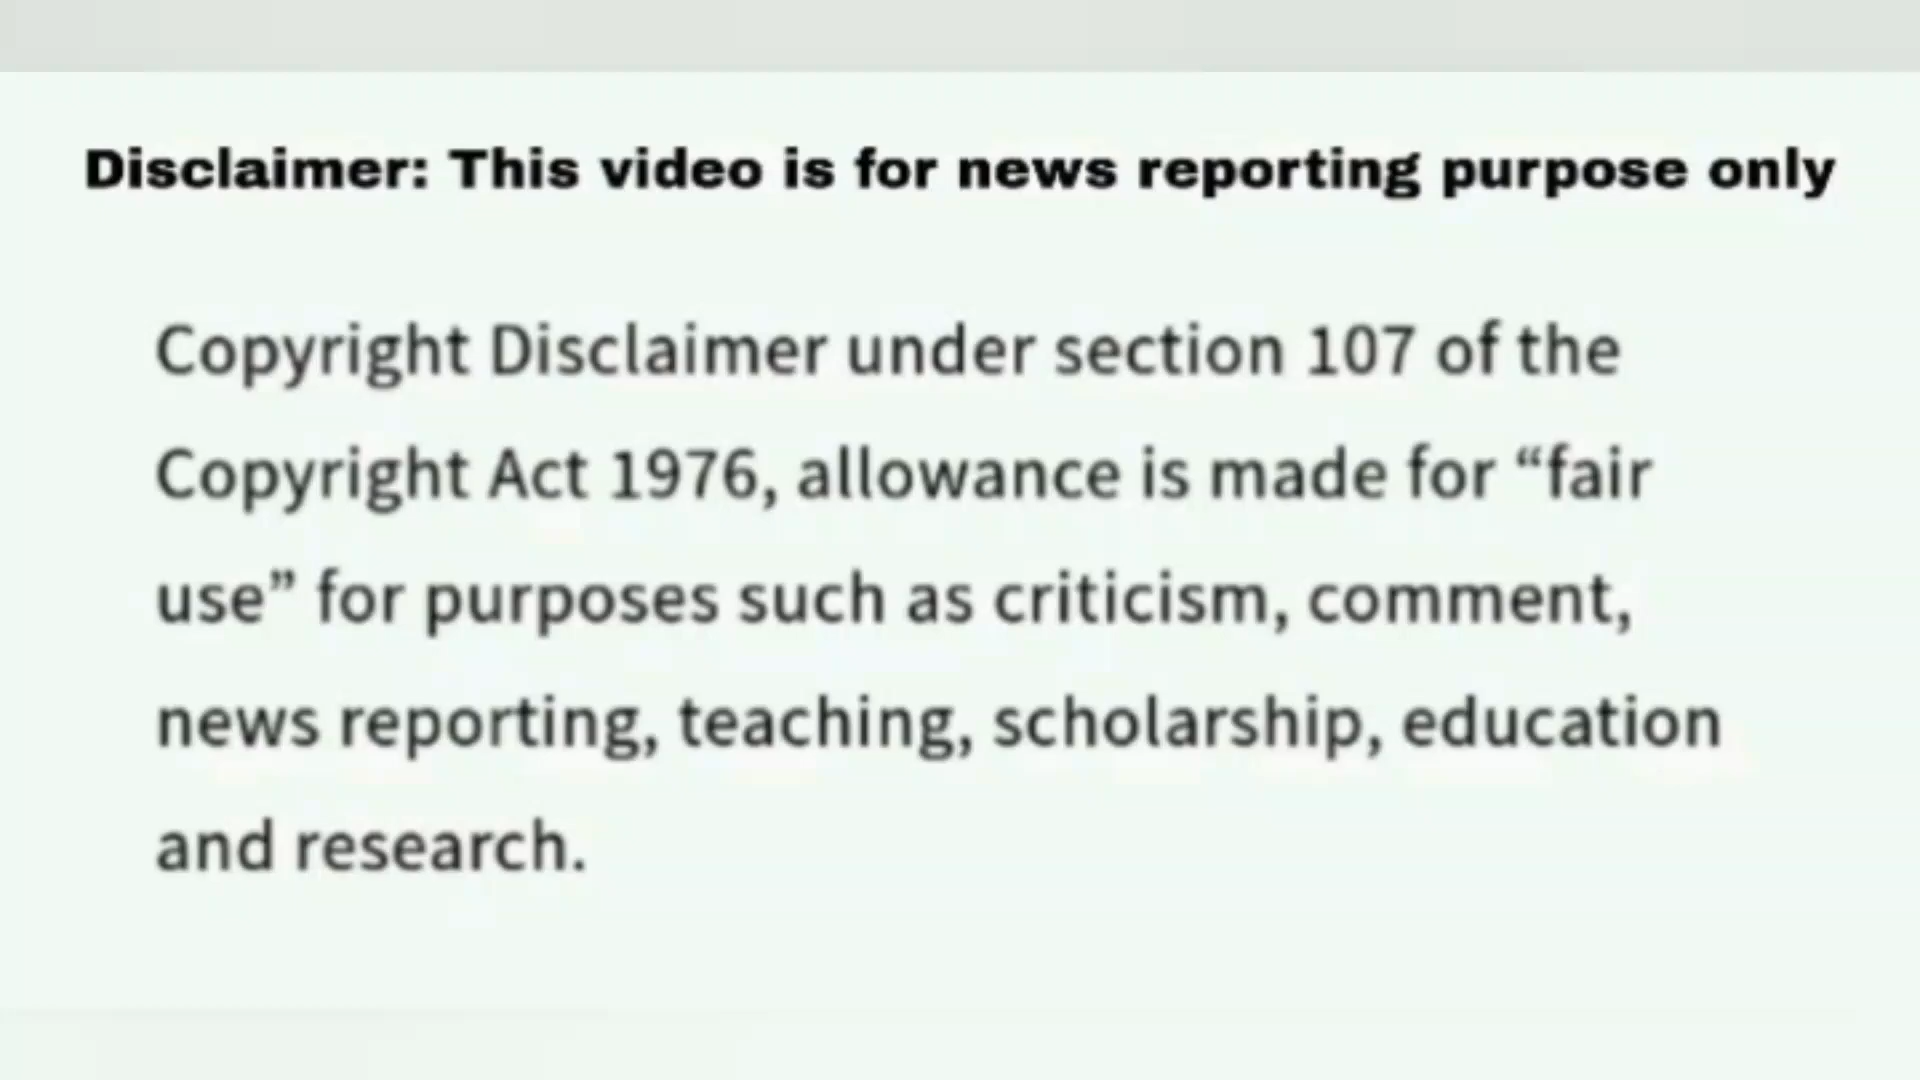 Disclaimer: This video is for news reporting purpose only
Copyright Disclaimer under section 107 of the
Copyright Act 1976, allowance is made for “fair
use” for purposes such as criticism, comment,
news reporting, teaching, scholarship, education
and research.